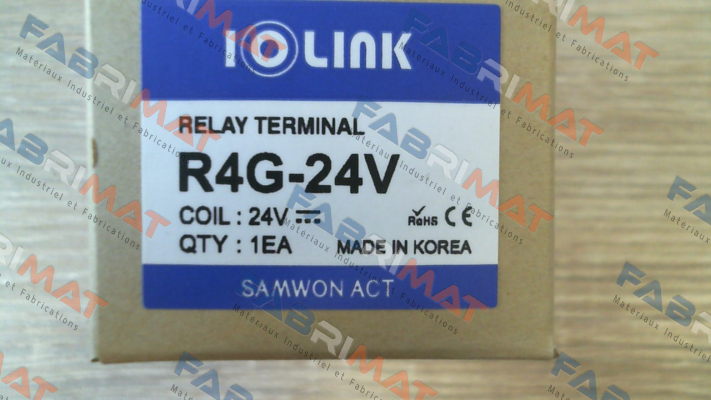 IOLINK
RELAY TERMINAL
R4G-24V
COIL : 24V
RoHS CE
QTY : 1EA
MADE IN KOREA
SAMWON ACT
FABRIMAT
Matériaux Industriel et Fabrications